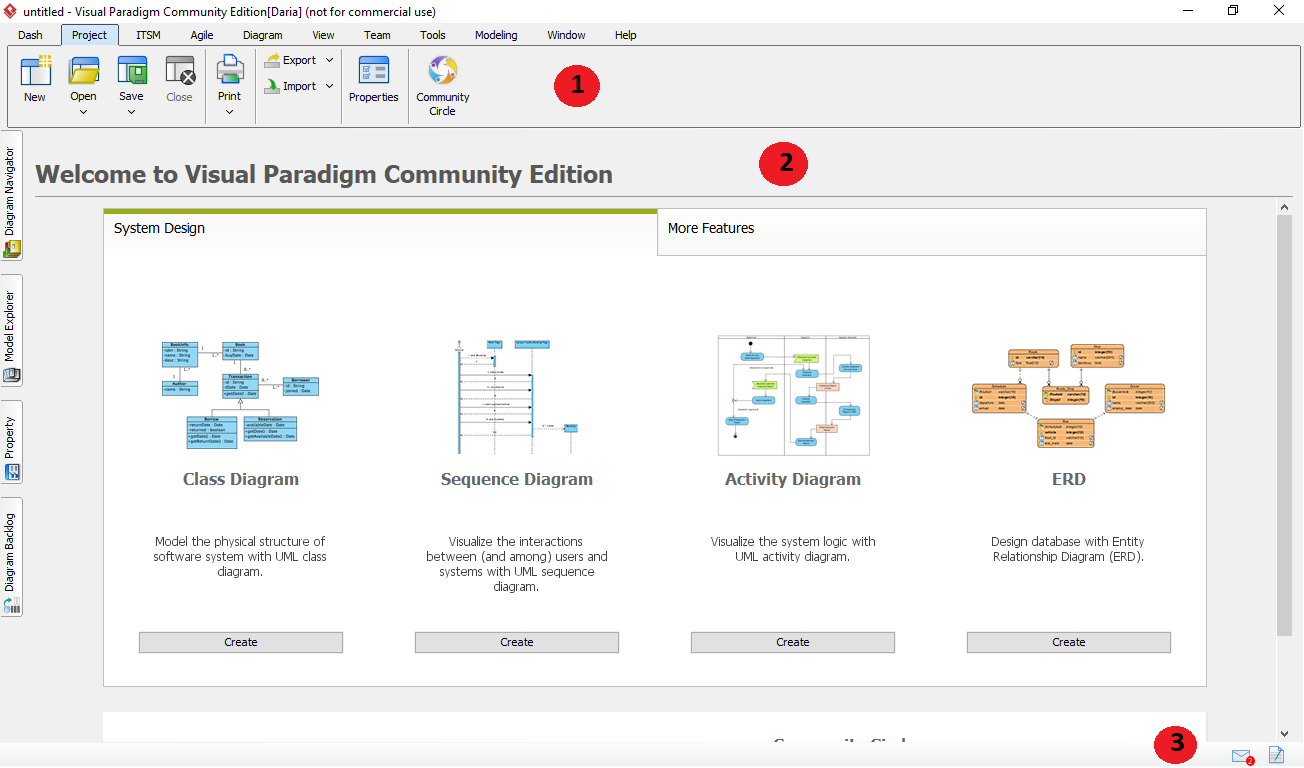 untitled - Visual Paradigm Community Edition[Daria] (not for commercial use)
Dash Project ITSM Agile Diagram View Team Tools Modeling Window Help
New Open Save Close Print Export Import Properties Community Circle
1
Diagram Navigator
Model Explorer
Property
Diagram Backlog
Welcome to Visual Paradigm Community Edition
2
System Design More Features
Class Diagram Sequence Diagram Activity Diagram ERD
Model the physical structure of
software system with UML class
diagram.
Visualize the interactions
between (and among) users and
systems with UML sequence
diagram.
Visualize the system logic with
UML activity diagram.
Design database with Entity
Relationship Diagram (ERD).
Create Create Create Create
3
2